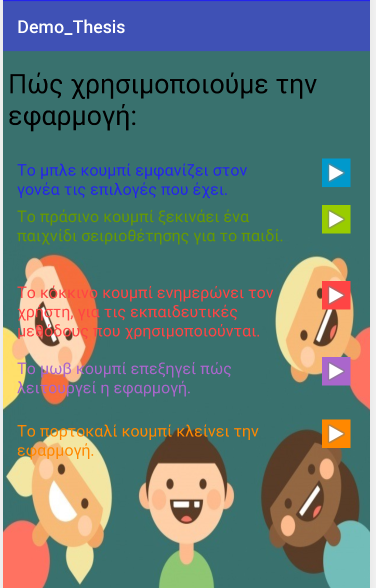 Demo_Thesis
Πώς χρησιμοποιούμε την
εφαρμογή:
Το μπλε κουμπί εμφανίζει στον
γονέα τις επιλογές που έχει.
Το πράσινο κουμπί ξεκινάει ένα
παιχνίδι σειριοθέτησης για το παιδί.
Το κόκκινο κουμπί ενημερώνει τον
χρήστη, για τις εκπαιδευτικές
μεθόδους που χρησιμοποιούνται.
Το μωβ κουμπί επεξηγεί πώς
λειτουργεί η εφαρμογή.
Το πορτοκαλί κουμπί κλείνει την
εφαρμογή.